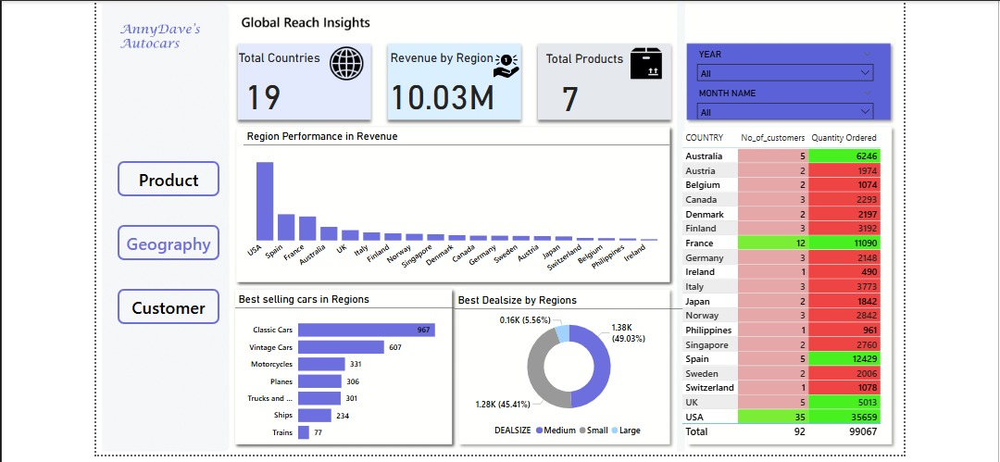 AnnyDave's
Autocars
Global Reach Insights
Total Countries
19
Revenue by Region
10.03M
Total Products
7
YEAR
All
MONTH NAME
All
Product
Geography
Customer
Region Performance in Revenue
USA
Spain
France
Australia
UK
Italy
Finland
Norway
Singapore
Denmark
Canada
Germany
Sweden
Austria
Japan
Switzerland
Belgium
Philippines
Ireland
Best selling cars in Regions
Classic Cars 967
Vintage Cars 607
Motorcycles 331
Planes 306
Trucks and ... 301
Ships 234
Trains 77
Best Dealsize by Regions
0.16K (5.56%)
1.38K
(49.03%)
1.28K (45.41%)
DEALSIZE Medium Small Large
COUNTRY No_of_customers Quantity Ordered
Australia 5 6246
Austria 2 1974
Belgium 2 1074
Canada 3 2293
Denmark 2 2197
Finland 3 3192
France 12 11090
Germany 3 2148
Ireland 1 490
Italy 3 3773
Japan 2 1842
Norway 3 2842
Philippines 1 961
Singapore 2 2760
Spain 5 12429
Sweden 2 2006
Switzerland 1 1078
UK 5 5013
USA 35 35659
Total 92 99067